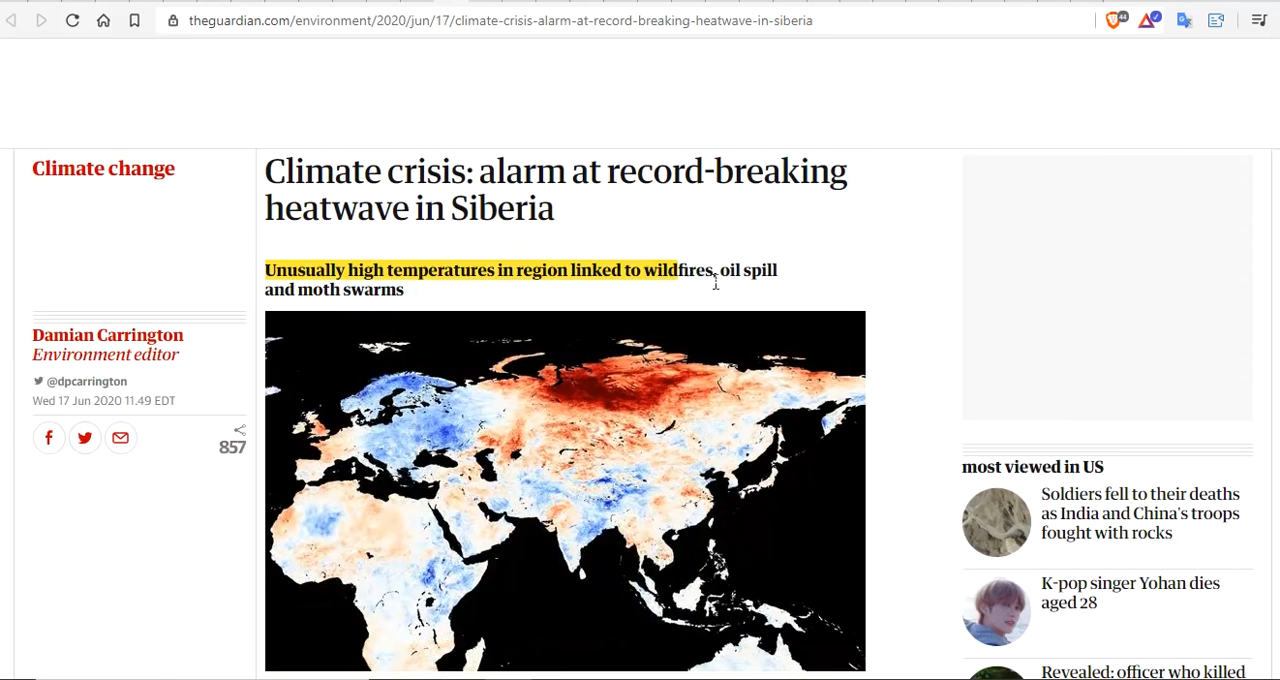 theguardian.com/environment/2020/jun/17/climate-crisis-alarm-at-record-breaking-heatwave-in-siberia
44
Climate change
Climate crisis: alarm at record-breaking
heatwave in Siberia
Unusually high temperatures in region linked to wildfires, oil spill
and moth swarms
Damian Carrington
Environment editor
@dpcarrington
Wed 17 Jun 2020 11.49 EDT
857
most viewed in US
Soldiers fell to their deaths
as India and China's troops
fought with rocks
K-pop singer Yohan dies
aged 28
Revealed: officer who killed